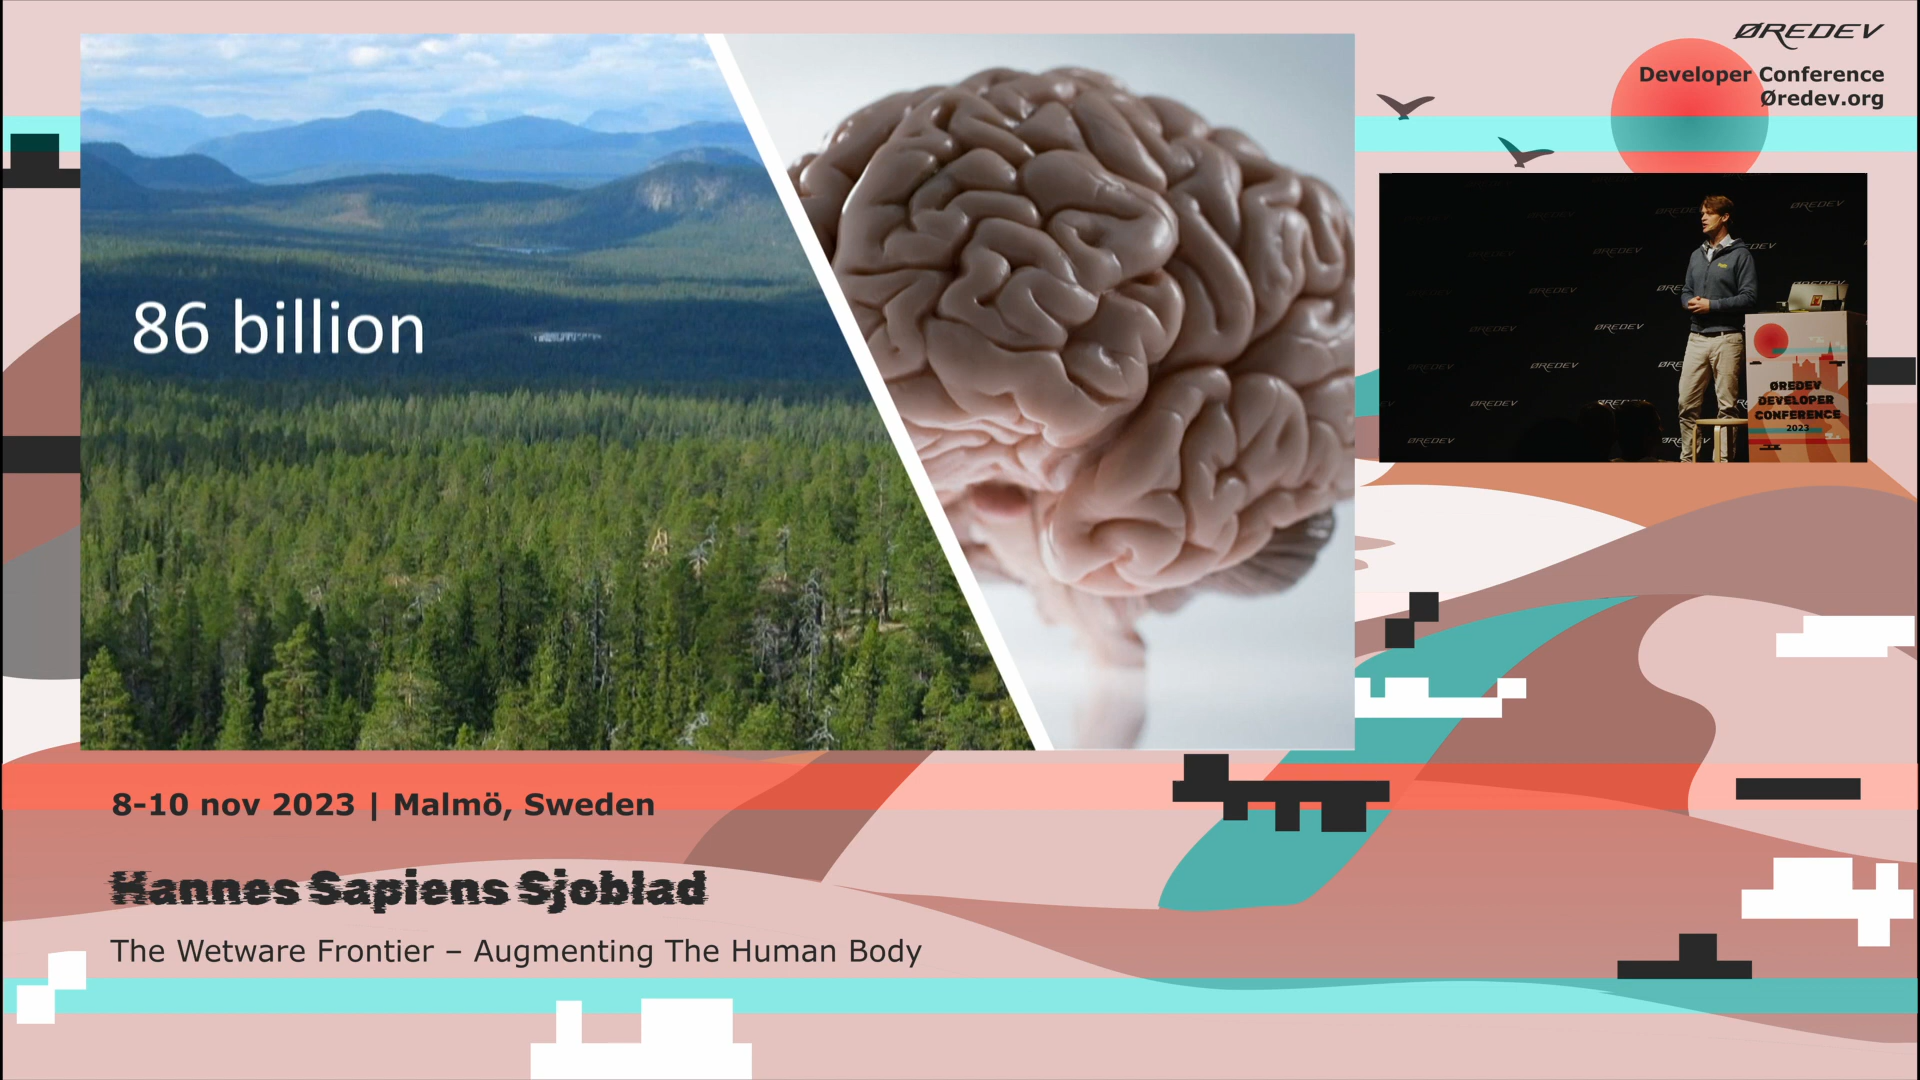 ØREDEV
Developer Conference
Øredev.org
86 billion
ØREDEV
DEVELOPER
CONFERENCE
2023
8-10 nov 2023 | Malmö, Sweden
Hannes Sapiens Sjoblad
The Wetware Frontier – Augmenting The Human Body